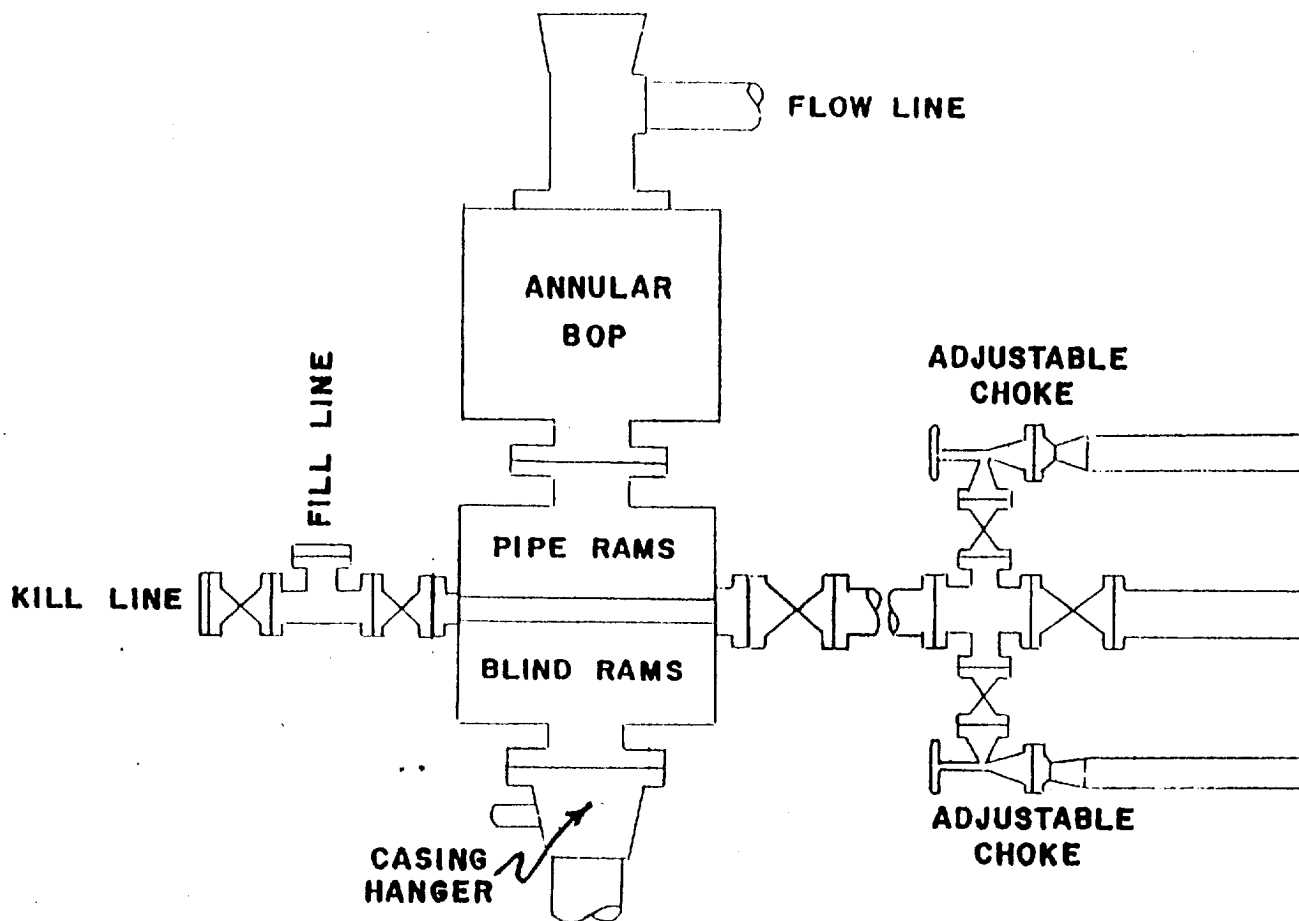 FLOW LINE
ANNULAR
BOP
ADJUSTABLE
CHOKE
FILL LINE
PIPE RAMS
KILL LINE
BLIND RAMS
ADJUSTABLE
CHOKE
CASING
HANGER